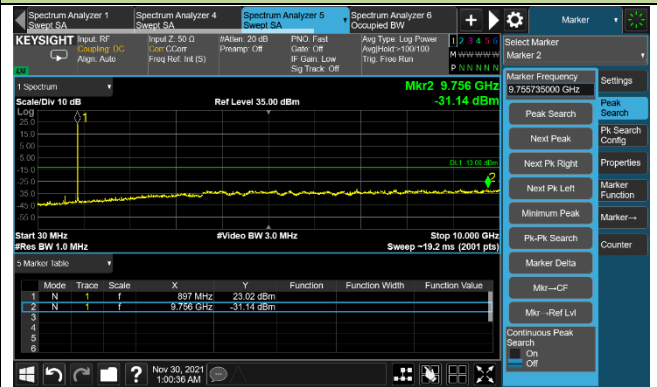 Spectrum Analyzer 1
Swept SA
Spectrum Analyzer 4
Swept SA
Spectrum Analyzer 5
Swept SA
Spectrum Analyzer 6
Occupied BW
Marker
KEYSIGHT
Input: RF
Coupling: DC
Align: Auto
Input Z: 50 Ω
Corr CCorr
Freq Ref: Int (S)
#Atten: 20 dB
Preamp: Off
PNO: Fast
Gate: Off
IF Gain: Low
Sig Track: Off
Avg Type: Log Power
Avg|Hold:>100/100
Trig: Free Run
1 2 3 4 5 6
M W W W W W
P N N N N N
LXI
Select Marker
Marker 2
1 Spectrum
Scale/Div 10 dB
Log
Ref Level 35.00 dBm
Mkr2 9.756 GHz
-31.14 dBm
25.0
15.0
5.00
-5.00
-15.0
-25.0
-35.0
-45.0
-55.0
1
2
DL1 -13.00 dBm
Start 30 MHz
#Res BW 1.0 MHz
#Video BW 3.0 MHz
Stop 10.000 GHz
Sweep ~19.2 ms (2001 pts)
5 Marker Table
Mode Trace Scale X Y Function Function Width Function Value
1 N 1 f 897 MHz 23.02 dBm
2 N 1 f 9.756 GHz -31.14 dBm
3
4
5
6
Marker Frequency
9.755735000 GHz
Peak Search
Next Peak
Next Pk Right
Next Pk Left
Minimum Peak
Pk-Pk Search
Marker Delta
Mkr→CF
Mkr→Ref Lvl
Continuous Peak
Search
On
Off
Settings
Peak
Search
Pk Search
Config
Properties
Marker
Function
Marker→
Counter
?
Nov 30, 2021
1:00:36 AM